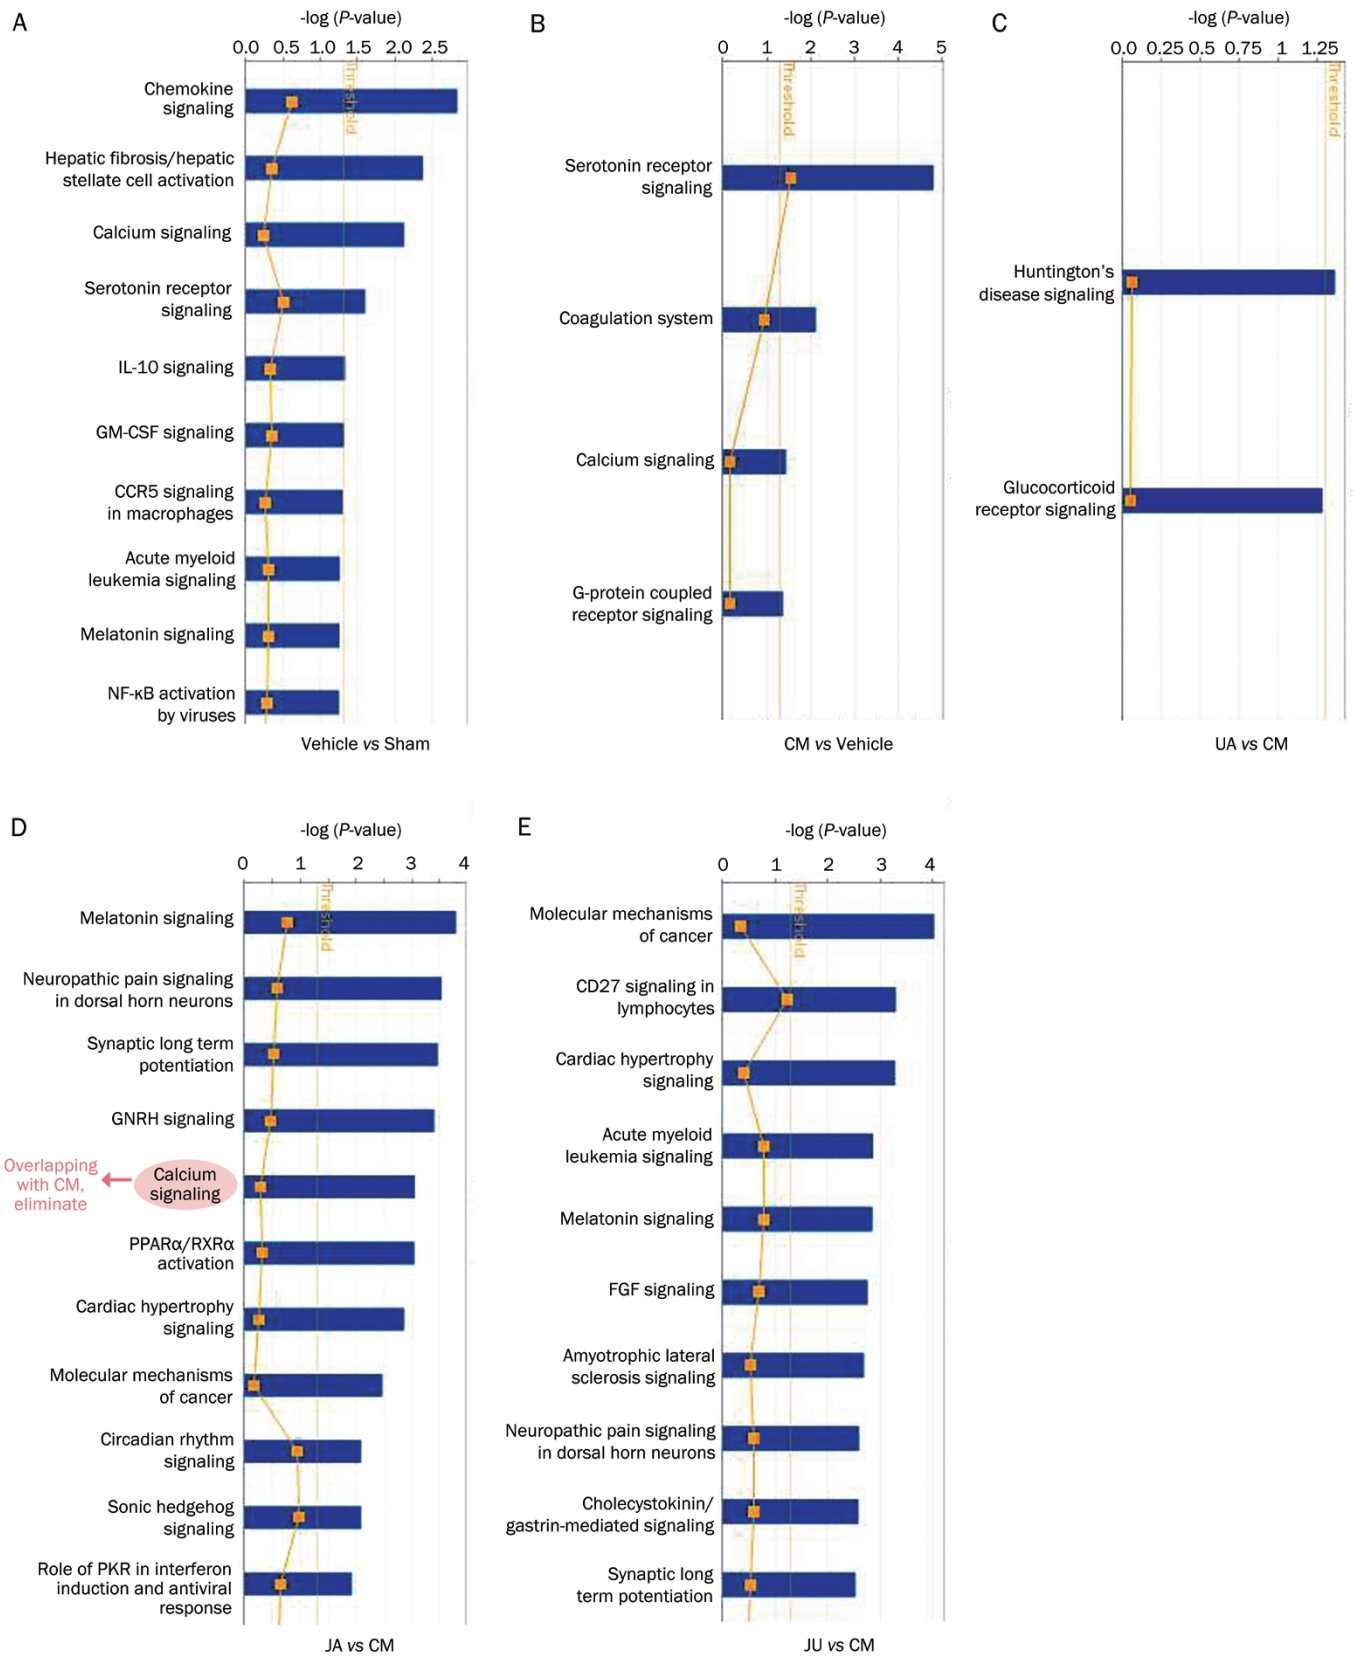 A
-log (P-value)
0.0 0.5 1.0 1.5 2.0 2.5
Threshold
Chemokine
signaling
Hepatic fibrosis/hepatic
stellate cell activation
Calcium signaling
Serotonin receptor
signaling
IL-10 signaling
GM-CSF signaling
CCR5 signaling
in macrophages
Acute myeloid
leukemia signaling
Melatonin signaling
NF-κB activation
by viruses
Vehicle vs Sham
B
-log (P-value)
0 1 2 3 4 5
Threshold
Serotonin receptor
signaling
Coagulation system
Calcium signaling
G-protein coupled
receptor signaling
CM vs Vehicle
C
-log (P-value)
0.0 0.25 0.5 0.75 1 1.25
Threshold
Huntington's
disease signaling
Glucocorticoid
receptor signaling
UA vs CM
D
-log (P-value)
0 1 2 3 4
Threshold
Melatonin signaling
Neuropathic pain signaling
in dorsal horn neurons
Synaptic long term
potentiation
GNRH signaling
Overlapping
with CM,
eliminate
Calcium
signaling
PPARα/RXRα
activation
Cardiac hypertrophy
signaling
Molecular mechanisms
of cancer
Circadian rhythm
signaling
Sonic hedgehog
signaling
Role of PKR in interferon
induction and antiviral
response
JA vs CM
E
-log (P-value)
0 1 2 3 4
Threshold
Molecular mechanisms
of cancer
CD27 signaling in
lymphocytes
Cardiac hypertrophy
signaling
Acute myeloid
leukemia signaling
Melatonin signaling
FGF signaling
Amyotrophic lateral
sclerosis signaling
Neuropathic pain signaling
in dorsal horn neurons
Cholecystokinin/
gastrin-mediated signaling
Synaptic long
term potentiation
JU vs CM